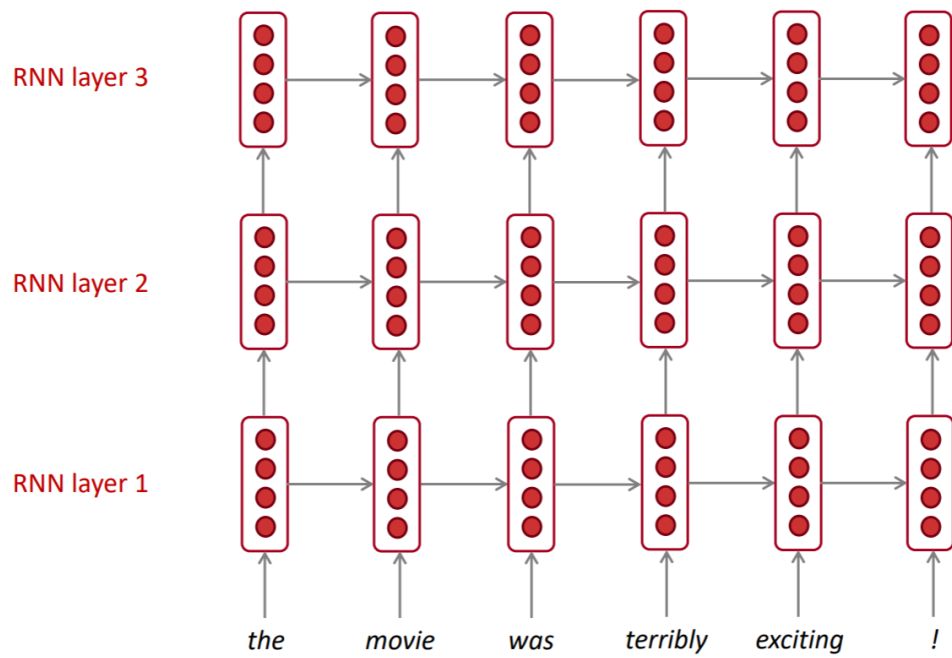 RNN layer 3
RNN layer 2
RNN layer 1
the movie was terribly exciting !